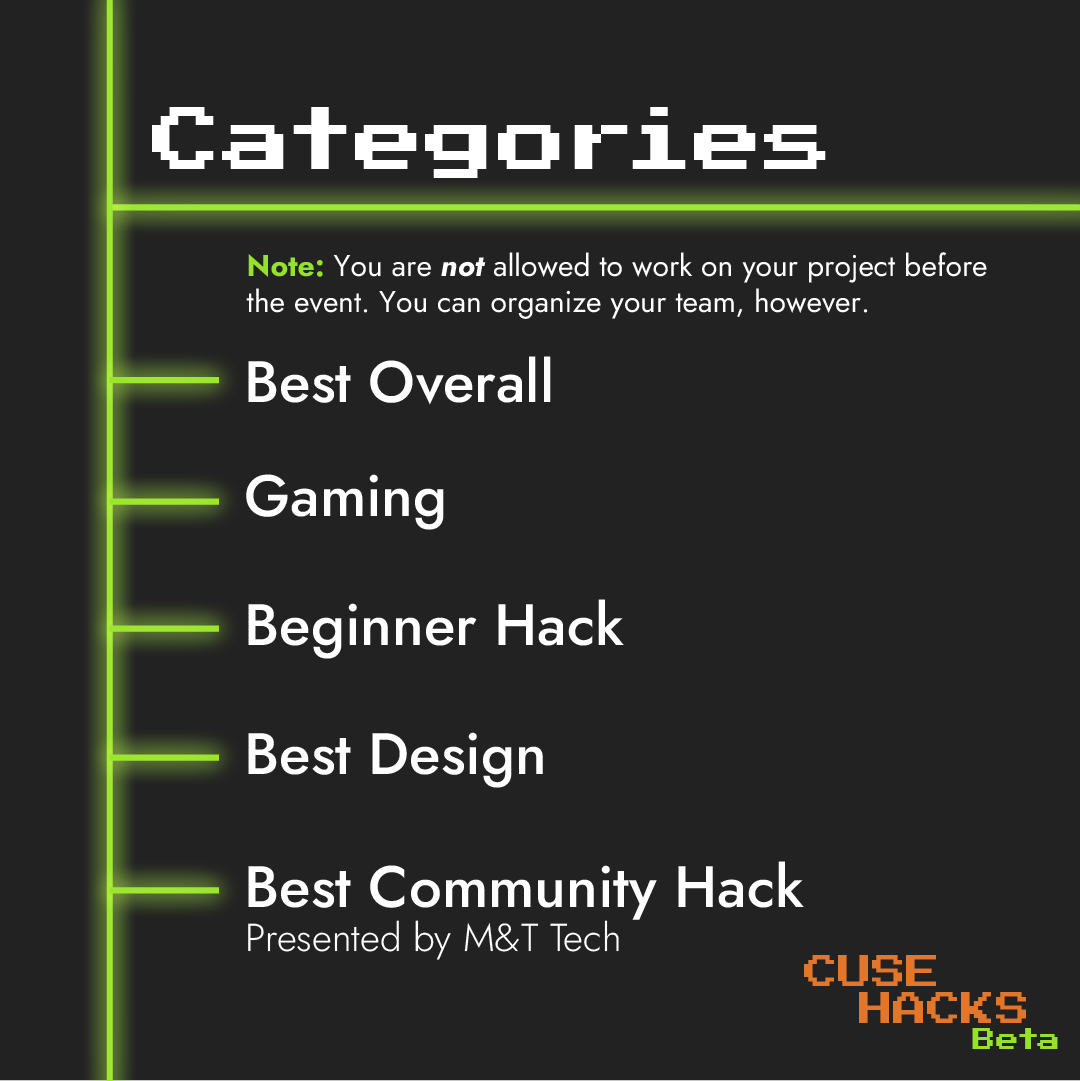 Categories
Note: You are not allowed to work on your project before
the event. You can organize your team, however.
Best Overall
Gaming
Beginner Hack
Best Design
Best Community Hack
Presented by M&T Tech
CUSE
HACKS
Beta